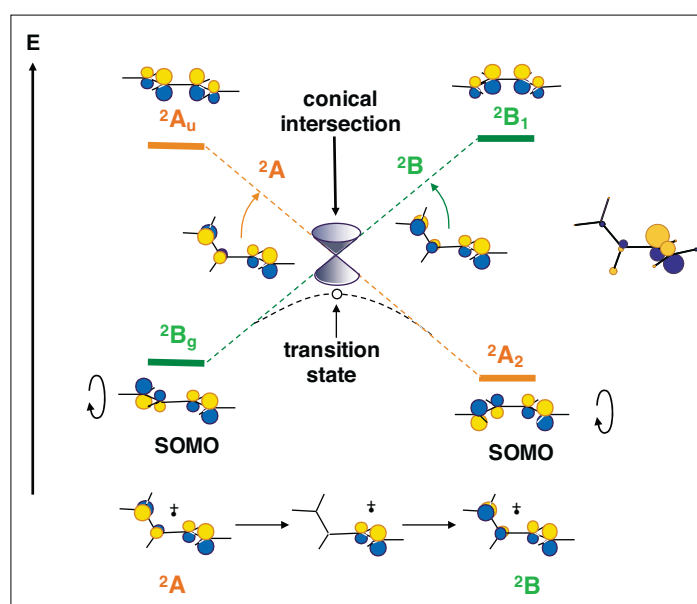 E
conical
intersection
²Aᵤ
²B₁
²A
²B
²B_g
transition
state
²A₂
SOMO
SOMO
‡
‡
‡
²A
²B